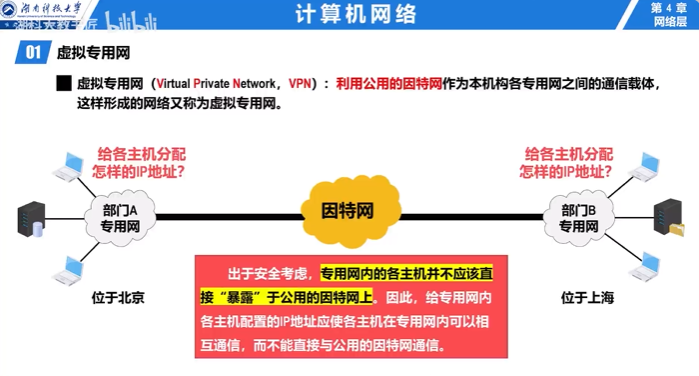 湖南科技大学
湖科大教书匠 bilibili
计算机网络
第 4 章
网络层
01 虚拟专用网
虚拟专用网（Virtual Private Network，VPN）：利用公用的因特网作为本机构各专用网之间的通信载体，
这样形成的网络又称为虚拟专用网。
给各主机分配
怎样的IP地址？
部门A
专用网
位于北京
因特网
给各主机分配
怎样的IP地址？
部门B
专用网
位于上海
出于安全考虑，专用网内的各主机并不应该直
接“暴露”于公用的因特网上。因此，给专用网内
各主机配置的IP地址应使各主机在专用网内可以相
互通信，而不能直接与公用的因特网通信。